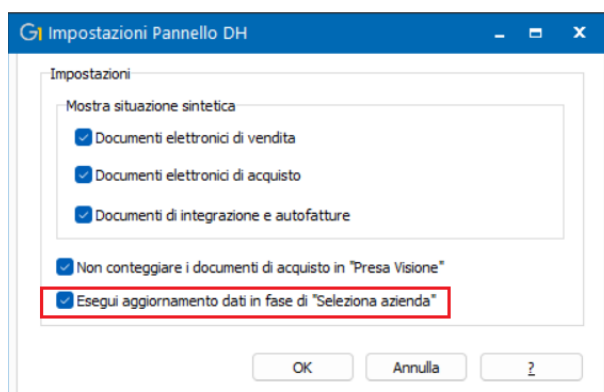 G1 Impostazioni Pannello DH
Impostazioni
Mostra situazione sintetica
Documenti elettronici di vendita
Documenti elettronici di acquisto
Documenti di integrazione e autofatture
Non conteggiare i documenti di acquisto in "Presa Visione"
Esegui aggiornamento dati in fase di "Seleziona azienda"
OK Annulla ?